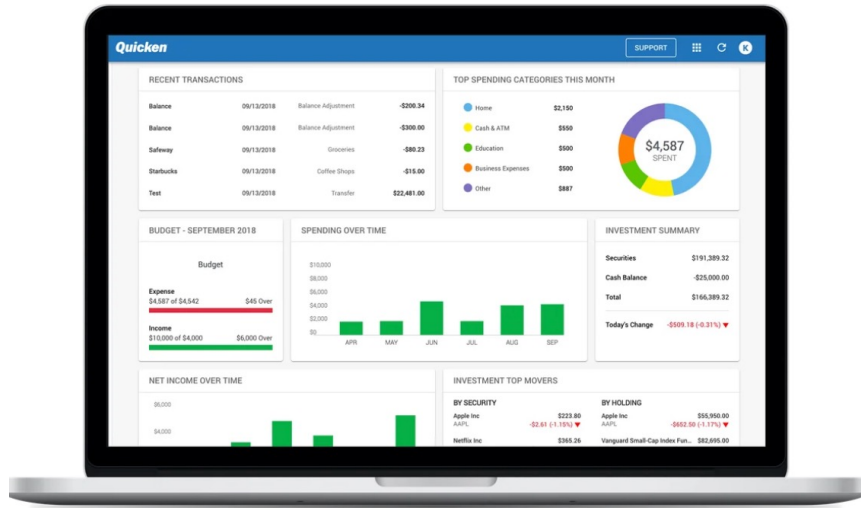 Quicken
SUPPORT
K
RECENT TRANSACTIONS
Balance 09/13/2018 Balance Adjustment -$200.34
Balance 09/13/2018 Balance Adjustment -$300.00
Safeway 09/13/2018 Groceries -$80.23
Starbucks 09/13/2018 Coffee Shops -$15.00
Test 09/13/2018 Transfer $22,481.00
TOP SPENDING CATEGORIES THIS MONTH
Home $2,150
Cash & ATM $550
Education $500
Business Expenses $500
Other $887
$4,587
SPENT
BUDGET - SEPTEMBER 2018
Budget
Expense
$4,587 of $4,542 $45 Over
Income
$10,000 of $4,000 $6,000 Over
SPENDING OVER TIME
$10,000
$8,000
$6,000
$4,000
$2,000
$0
APR MAY JUN JUL AUG SEP
INVESTMENT SUMMARY
Securities $191,389.32
Cash Balance -$25,000.00
Total $166,389.32
Today's Change -$509.18 (-0.31%)
NET INCOME OVER TIME
$6,000
$4,000
INVESTMENT TOP MOVERS
BY SECURITY
Apple Inc $223.80
AAPL -$2.61 (-1.15%)
Netflix Inc $365.26
BY HOLDING
Apple Inc $55,950.00
AAPL -$652.50 (-1.17%)
Vanguard Small-Cap Index Fun... $82,695.00